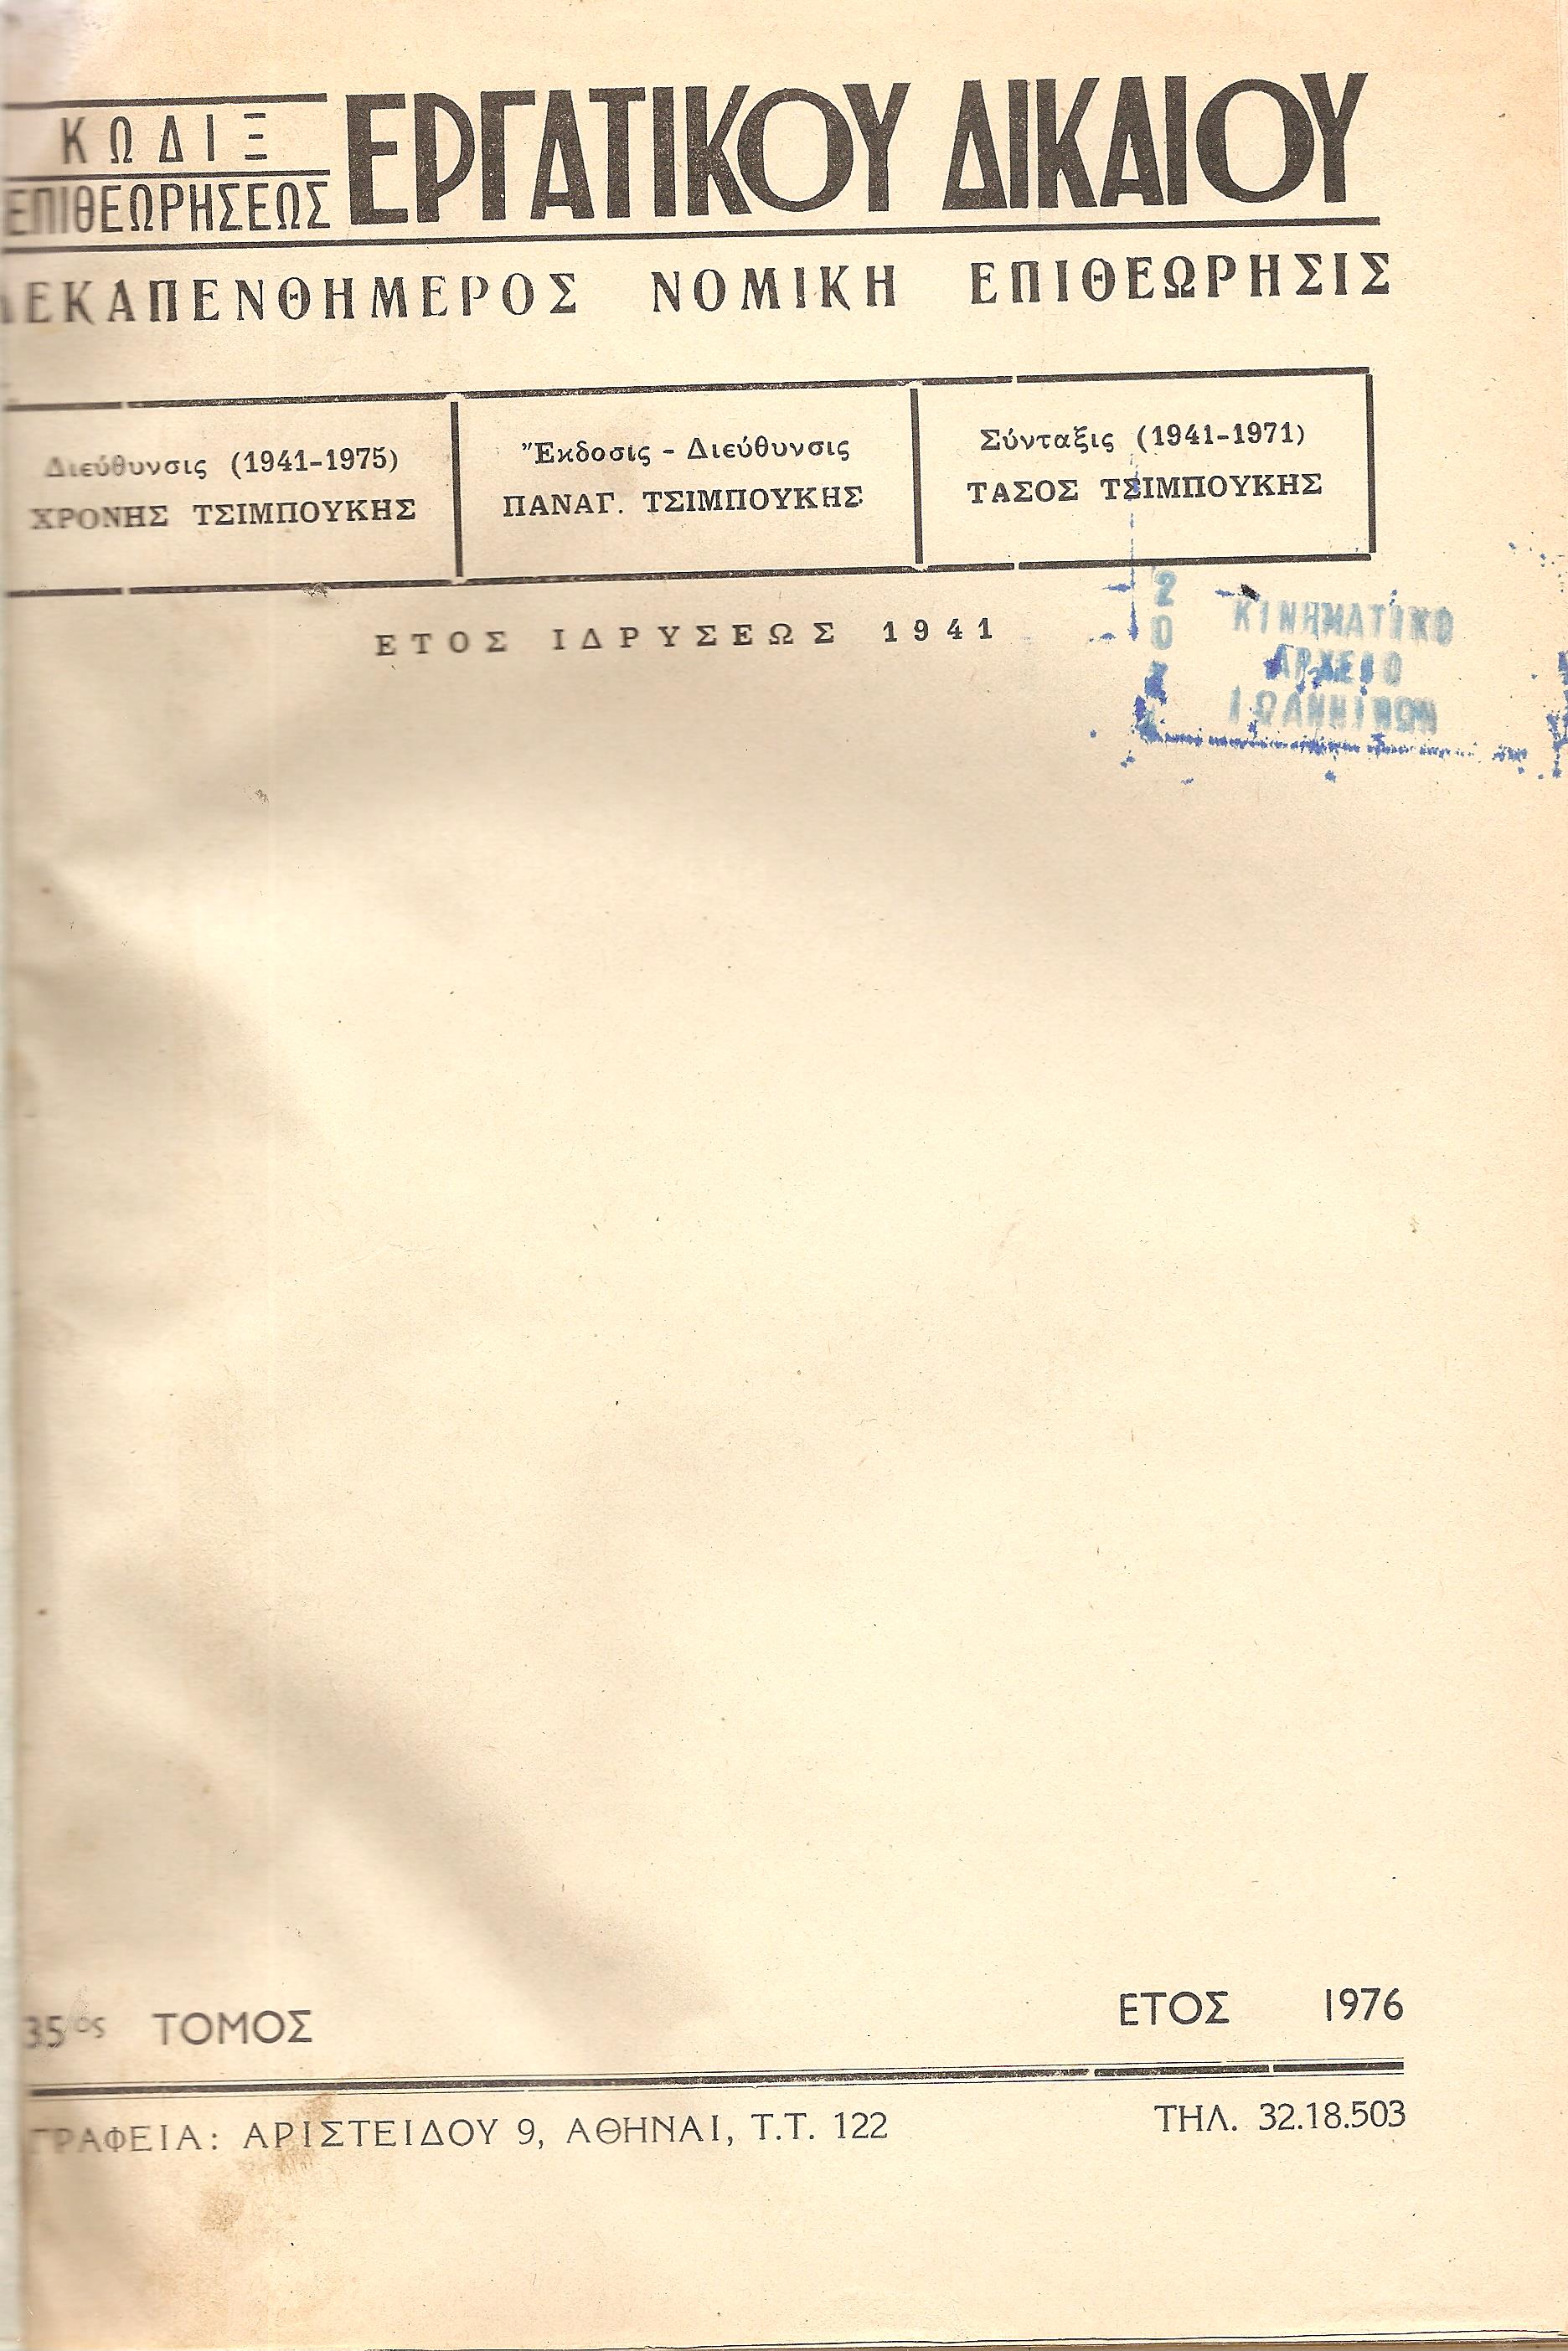 ΚΩΔΙΞ
ΕΠΙΘΕΩΡΗΣΕΩΣ
ΕΡΓΑΤΙΚΟΥ ΔΙΚΑΙΟΥ
ΔΕΚΑΠΕΝΘΗΜΕΡΟΣ ΝΟΜΙΚΗ ΕΠΙΘΕΩΡΗΣΙΣ
Διεύθυνσις (1941-1975)
ΧΡΟΝΗΣ ΤΣΙΜΠΟΥΚΗΣ
Ἔκδοσις - Διεύθυνσις
ΠΑΝΑΓ. ΤΣΙΜΠΟΥΚΗΣ
Σύνταξις (1941-1971)
ΤΑΣΟΣ ΤΣΙΜΠΟΥΚΗΣ
ΕΤΟΣ ΙΔΡΥΣΕΩΣ 1941
ΚΙΝΗΜΑΤΙΚΟ
ΑΡΧΕΙΟ
ΙΩΑΝΝΙΝΩΝ
35ος ΤΟΜΟΣ
ΕΤΟΣ 1976
ΓΡΑΦΕΙΑ: ΑΡΙΣΤΕΙΔΟΥ 9, ΑΘΗΝΑΙ, Τ.Τ. 122
ΤΗΛ. 32.18.503